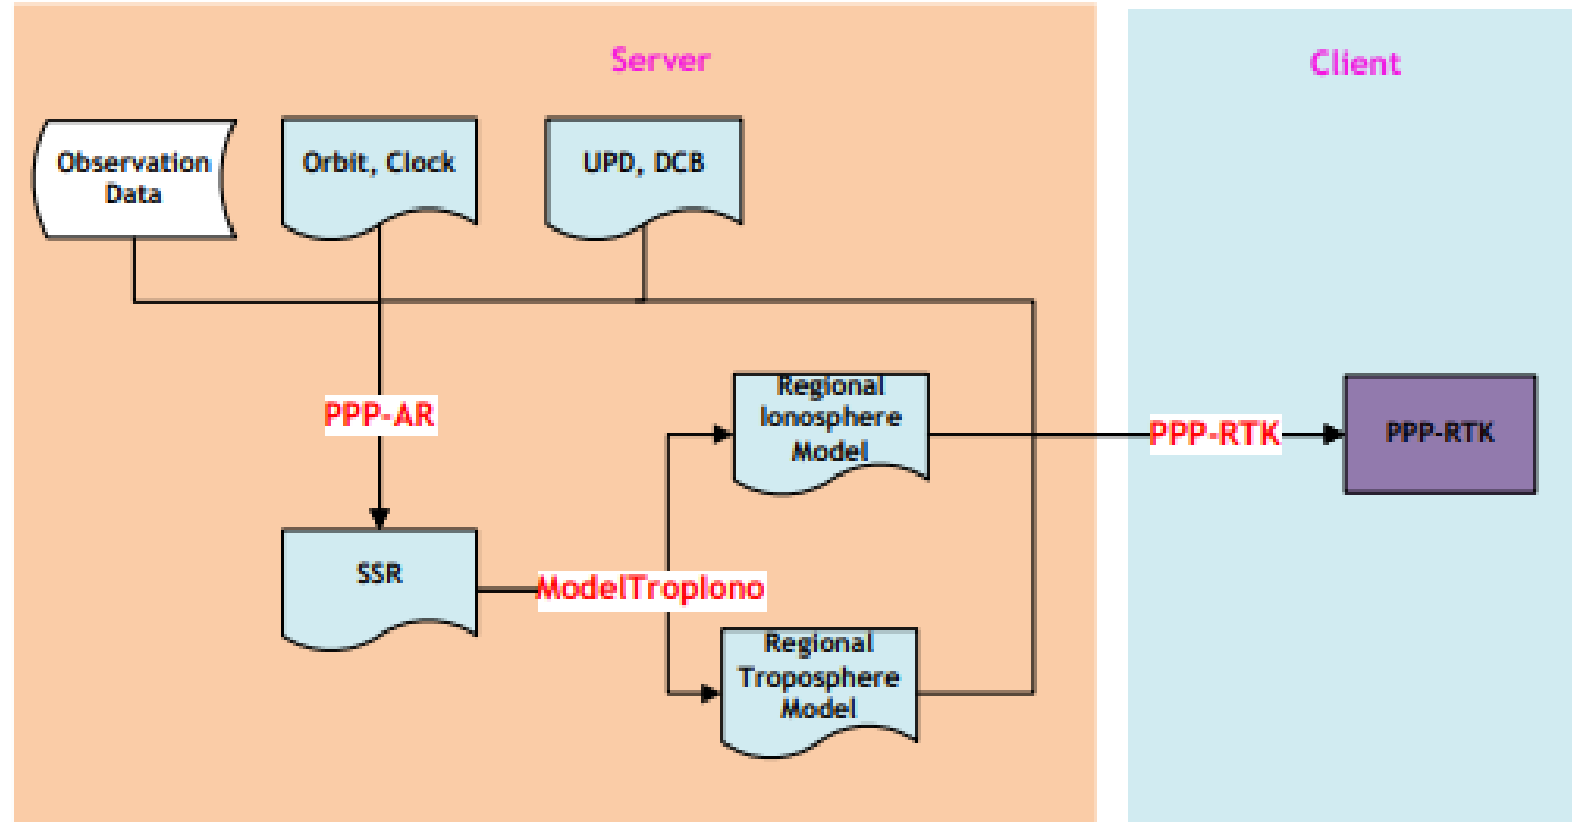 Server
Client
Observation
Data
Orbit, Clock
UPD, DCB
PPP-AR
Regional
Ionosphere
Model
PPP-RTK
PPP-RTK
SSR
ModelTropIono
Regional
Troposphere
Model